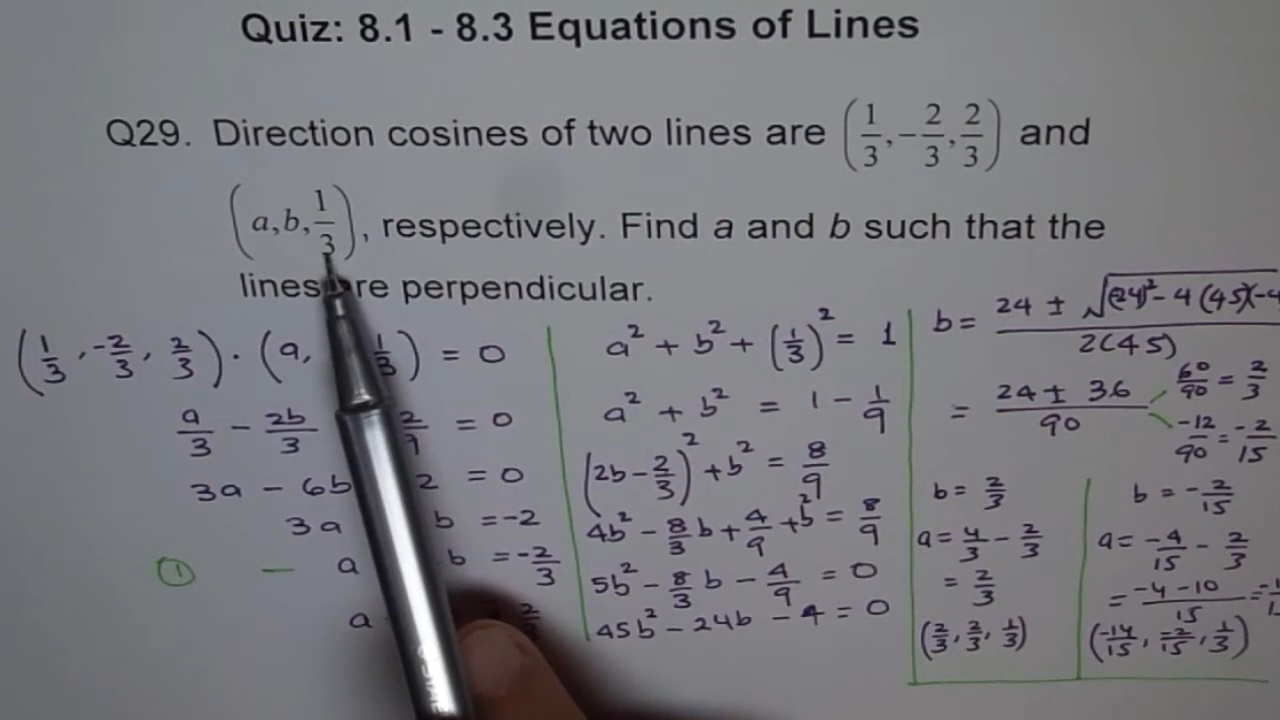 Quiz: 8.1 - 8.3 Equations of Lines
Q29. Direction cosines of two lines are (1/3, -2/3, 2/3) and
(a, b, 1/3), respectively. Find a and b such that the
lines are perpendicular.
(1/3, -2/3, 2/3) · (a, 1/3) = 0
a/3 - 2b/3 2/9 = 0
3a - 6b 2 = 0
3a b = -2
① - a b = -2/3
a
a² + b² + (1/3)² = 1
a² + b² = 1 - 1/9
(2b - 2/3)² + b² = 8/9
4b² - 8/3 b + 4/9 + b² = 8/9
5b² - 8/3 b - 4/9 = 0
45b² - 24b - 4 = 0
b = (24 ± √((24)² - 4(45)(-4) / 2(45)
= (24 ± 36) / 90
60/90 = 2/3
-12/90 = -2/15
b = 2/3
a = 4/3 - 2/3
= 2/3
(2/3, 2/3, 1/3)
b = -2/15
a = -4/15 - 2/3
= (-4 - 10)/15 =
(-14/15, -2/15, 1/3)